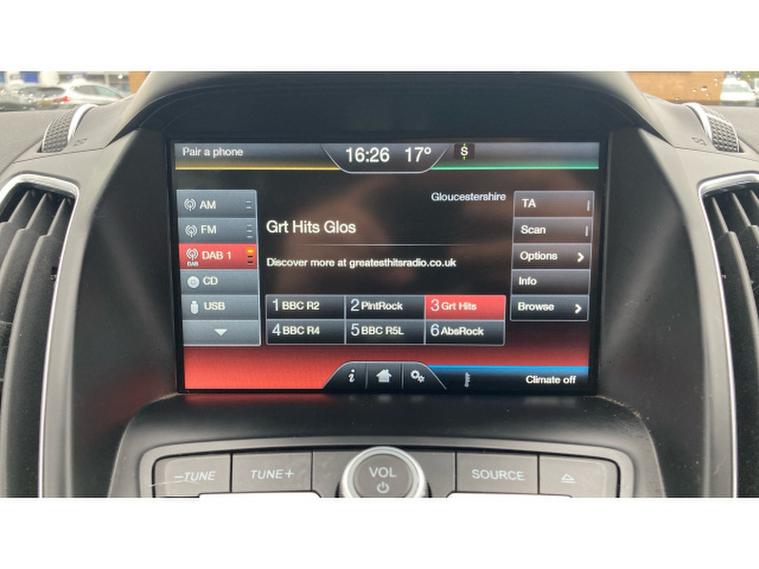 Pair a phone
16:26 17°
S
Gloucestershire
AM
FM
DAB 1
DAB
CD
USB
Grt Hits Glos
Discover more at greatesthitsradio.co.uk
TA
Scan
Options >
Info
Browse >
1 BBC R2 2 PlntRock 3 Grt Hits
4 BBC R4 5 BBC R5L 6 AbsRock
i
Climate off
−TUNE TUNE+ VOL SOURCE